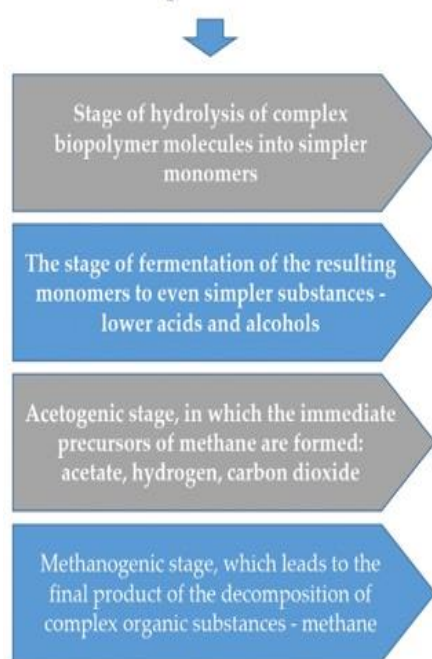 Stage of hydrolysis of complex
biopolymer molecules into simpler
monomers
The stage of fermentation of the resulting
monomers to even simpler substances -
lower acids and alcohols
Acetogenic stage, in which the immediate
precursors of methane are formed:
acetate, hydrogen, carbon dioxide
Methanogenic stage, which leads to the
final product of the decomposition of
complex organic substances - methane